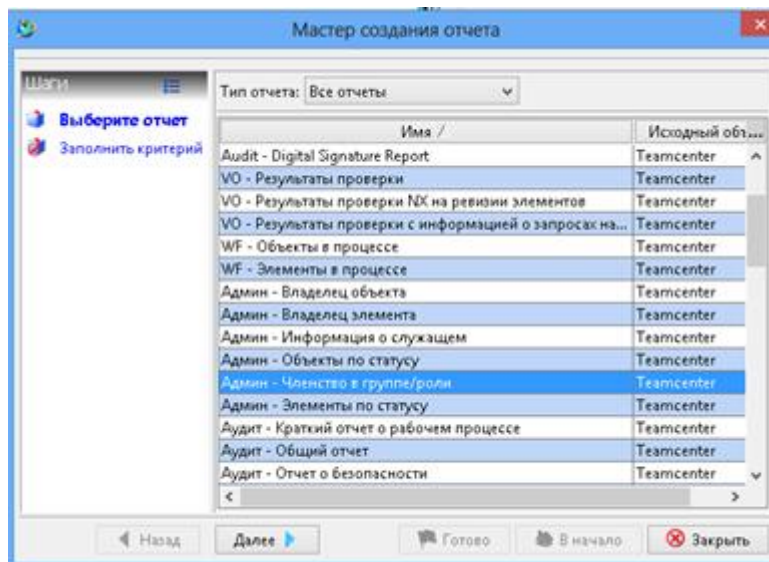 Мастер создания отчета
Шаги
Выберите отчет
Заполнить критерий
Тип отчета: Все отчеты
Имя / Исходный объ...
Audit - Digital Signature Report Teamcenter
VO - Результаты проверки Teamcenter
VO - Результаты проверки NX на ревизии элементов Teamcenter
VO - Результаты проверки с информацией о запросах на... Teamcenter
WF - Объекты в процессе Teamcenter
WF - Элементы в процессе Teamcenter
Админ - Владелец объекта Teamcenter
Админ - Владелец элемента Teamcenter
Админ - Информация о служащем Teamcenter
Админ - Объекты по статусу Teamcenter
Админ - Членство в группе/роли Teamcenter
Админ - Элементы по статусу Teamcenter
Аудит - Краткий отчет о рабочем процессе Teamcenter
Аудит - Общий отчет Teamcenter
Аудит - Отчет о безопасности Teamcenter
Назад Далее Готово В начало Закрыть